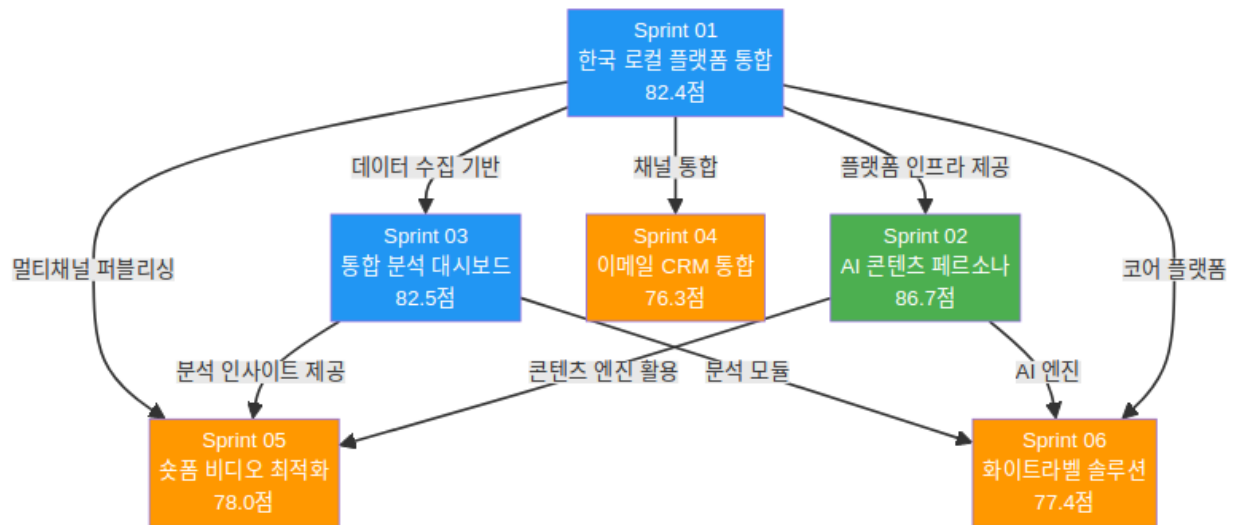 Sprint 01
한국 로컬 플랫폼 통합
82.4점
데이터 수집 기반
채널 통합
플랫폼 인프라 제공
Sprint 03
통합 분석 대시보드
82.5점
Sprint 04
이메일 CRM 통합
76.3점
Sprint 02
AI 콘텐츠 페르소나
86.7점
멀티채널 퍼블리싱
코어 플랫폼
분석 인사이트 제공
콘텐츠 엔진 활용
분석 모듈
AI 엔진
Sprint 05
숏폼 비디오 최적화
78.0점
Sprint 06
화이트라벨 솔루션
77.4점